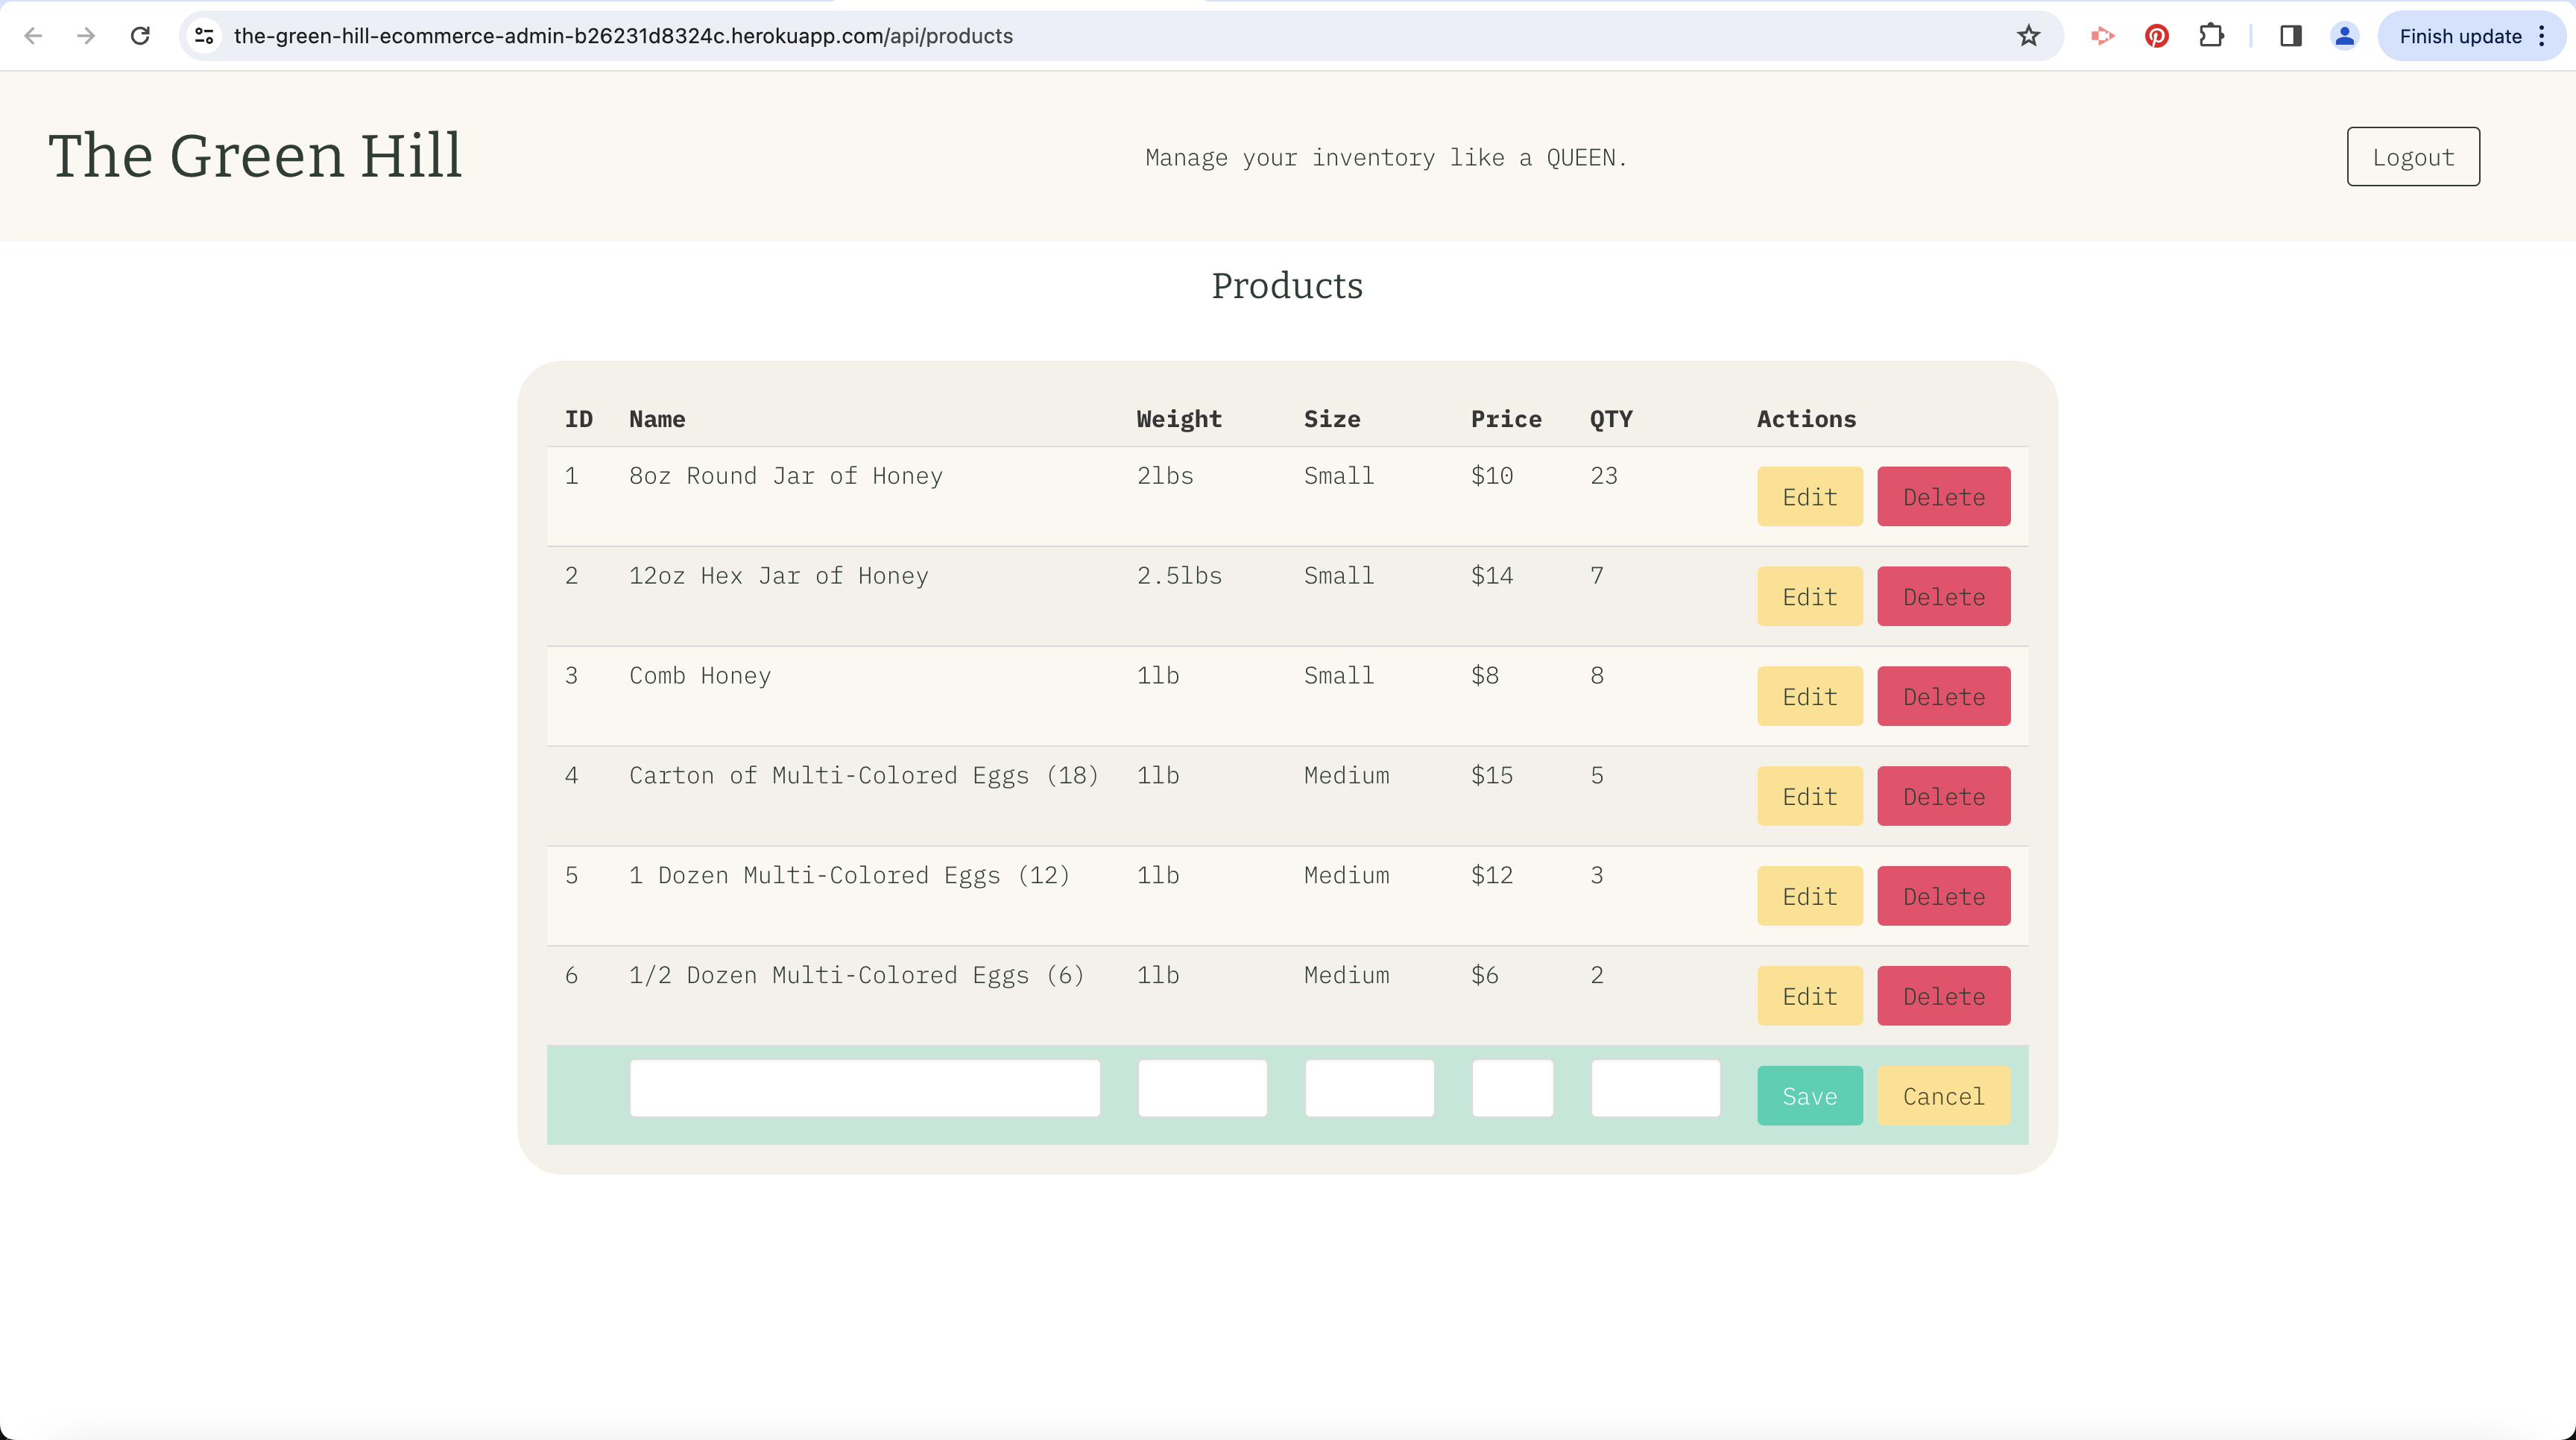 the-green-hill-ecommerce-admin-b26231d8324c.herokuapp.com/api/products
Finish update
The Green Hill
Manage your inventory like a QUEEN.
Logout
Products
ID Name Weight Size Price QTY Actions
1 8oz Round Jar of Honey 2lbs Small $10 23 Edit Delete
2 12oz Hex Jar of Honey 2.5lbs Small $14 7 Edit Delete
3 Comb Honey 1lb Small $8 8 Edit Delete
4 Carton of Multi-Colored Eggs (18) 1lb Medium $15 5 Edit Delete
5 1 Dozen Multi-Colored Eggs (12) 1lb Medium $12 3 Edit Delete
6 1/2 Dozen Multi-Colored Eggs (6) 1lb Medium $6 2 Edit Delete
Save Cancel